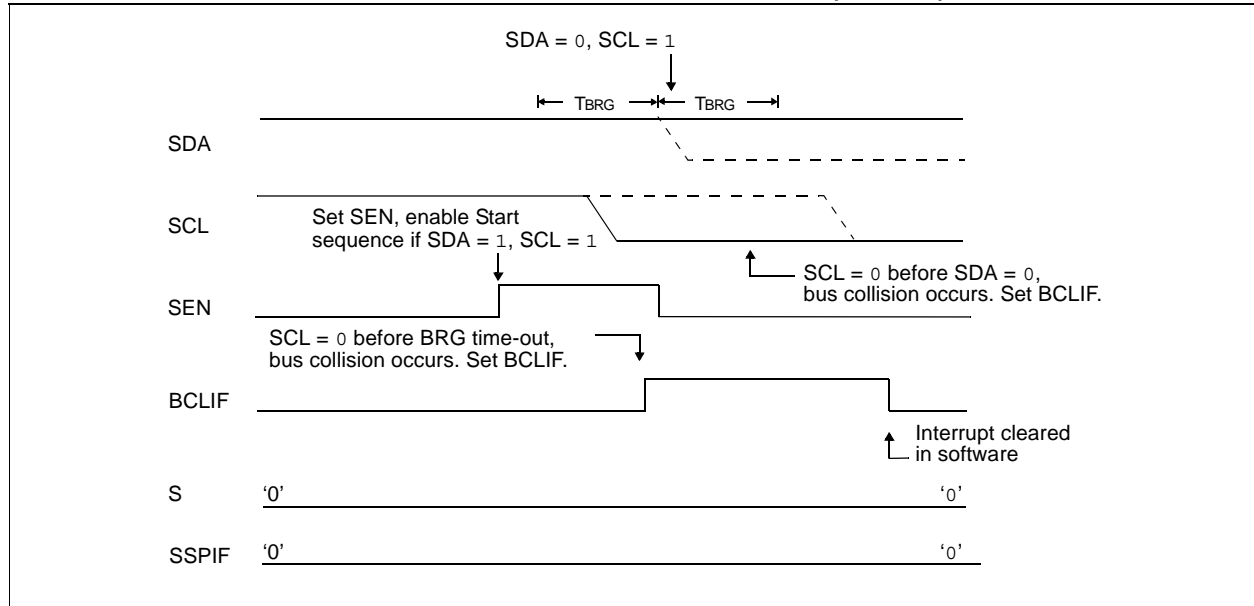 SDA = 0, SCL = 1
TBRG TBRG
SDA
SCL
Set SEN, enable Start
sequence if SDA = 1, SCL = 1
SCL = 0 before SDA = 0,
bus collision occurs. Set BCLIF.
SEN
SCL = 0 before BRG time-out,
bus collision occurs. Set BCLIF.
BCLIF
Interrupt cleared
in software
S ‘0’ ‘0’
SSPIF ‘0’ ‘0’